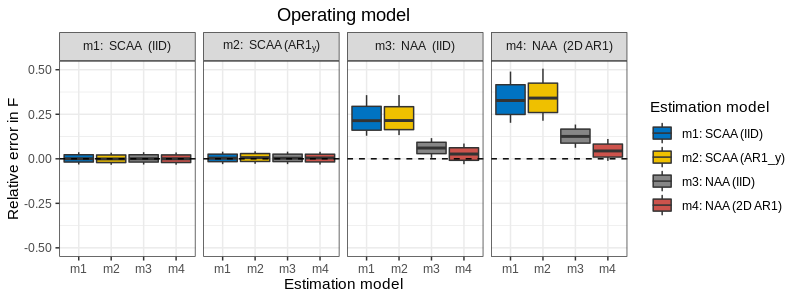 Operating model
m1: SCAA (IID)
m2: SCAA (AR1y)
m3: NAA (IID)
m4: NAA (2D AR1)
Relative error in F
0.50
0.25
0.00
-0.25
-0.50
m1 m2 m3 m4
m1 m2 m3 m4
m1 m2 m3 m4
m1 m2 m3 m4
Estimation model
Estimation model
m1: SCAA (IID)
m2: SCAA (AR1_y)
m3: NAA (IID)
m4: NAA (2D AR1)